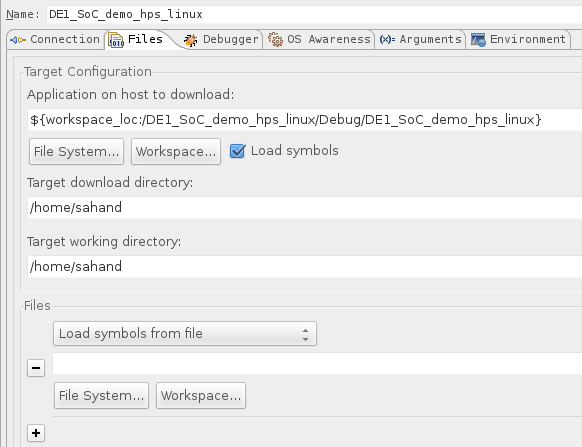 Name: DE1_SoC_demo_hps_linux
Connection Files Debugger OS Awareness Arguments Environment
Target Configuration
Application on host to download:
${workspace_loc:/DE1_SoC_demo_hps_linux/Debug/DE1_SoC_demo_hps_linux}
File System... Workspace... Load symbols
Target download directory:
/home/sahand
Target working directory:
/home/sahand
Files
Load symbols from file
File System... Workspace...